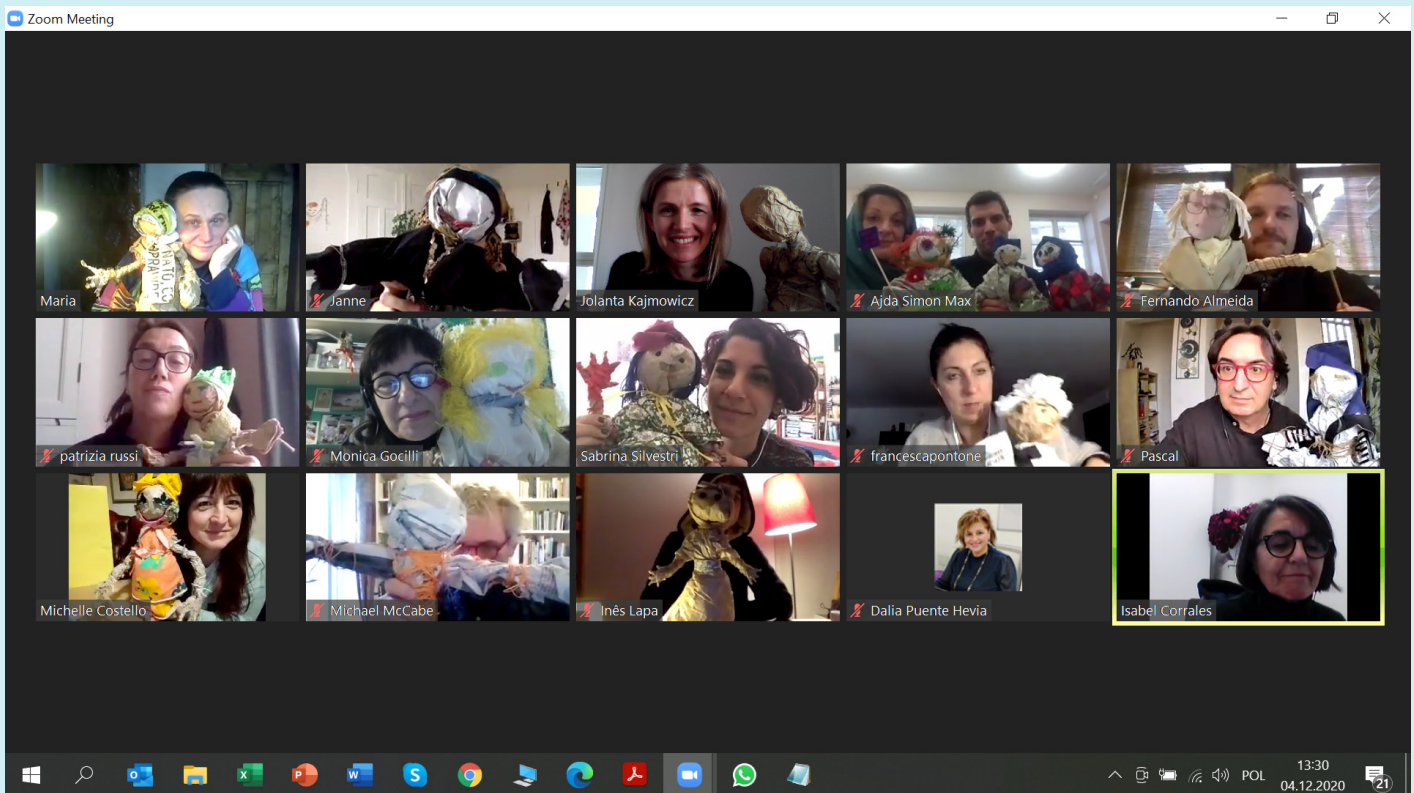 Zoom Meeting
Maria
Janne
Jolanta Kajmowicz
Ajda Simon Max
Fernando Almeida
patrizia russi
Monica Gocilli
Sabrina Silvestri
francescapontone
Pascal
Michelle Costello
Michael McCabe
Inês Lapa
Dalia Puente Hevia
Isabel Corrales
POL
13:30
04.12.2020
21